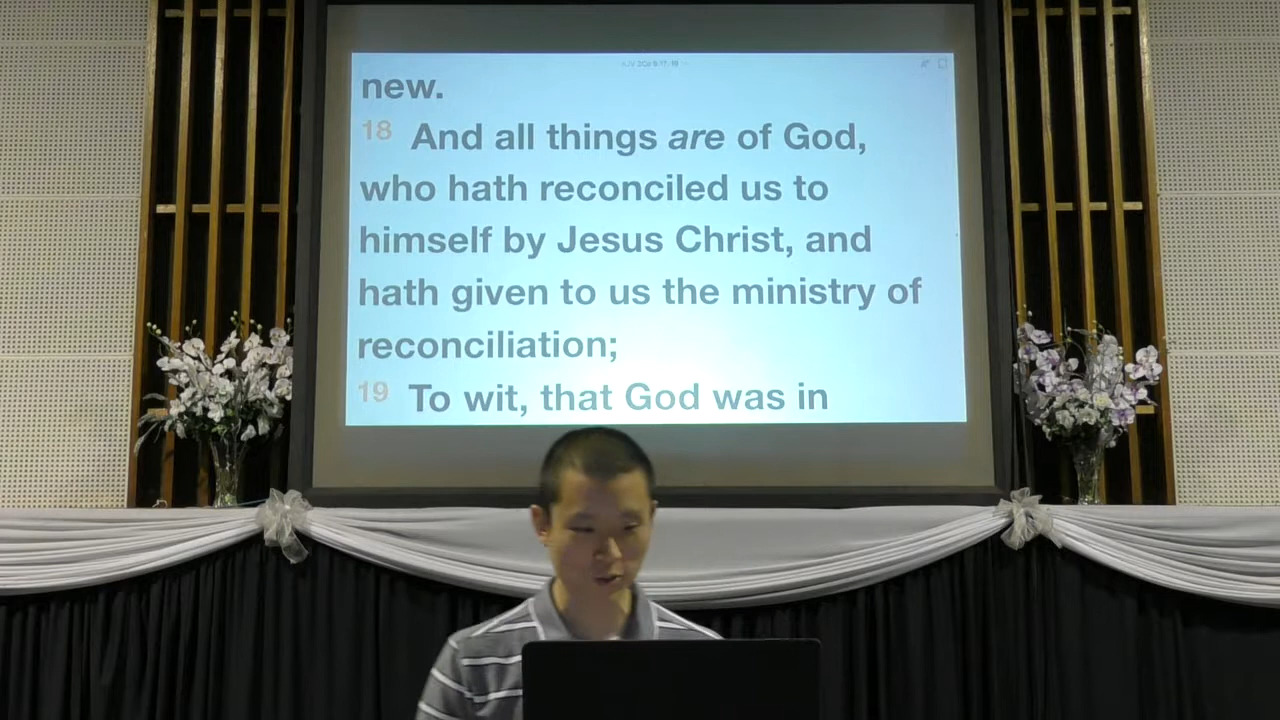 new.
18 And all things are of God,
who hath reconciled us to
himself by Jesus Christ, and
hath given to us the ministry of
reconciliation;
19 To wit, that God was in